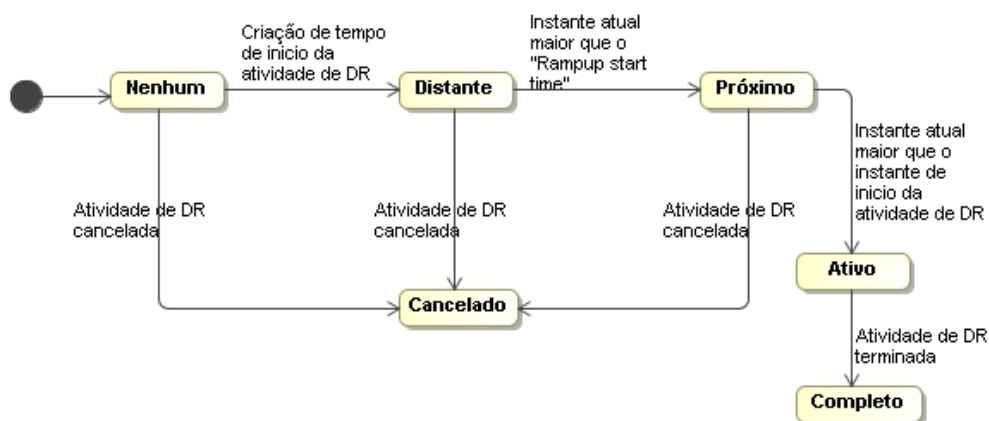 Criação de tempo
de inicio da
atividade de DR
Instante atual
maior que o
"Rampup start
time"
Nenhum
Distante
Próximo
Instante atual
maior que o
instante de
inicio da
atividade de DR
Atividade de DR
cancelada
Atividade de DR
cancelada
Atividade de DR
cancelada
Ativo
Cancelado
Atividade de DR
terminada
Completo